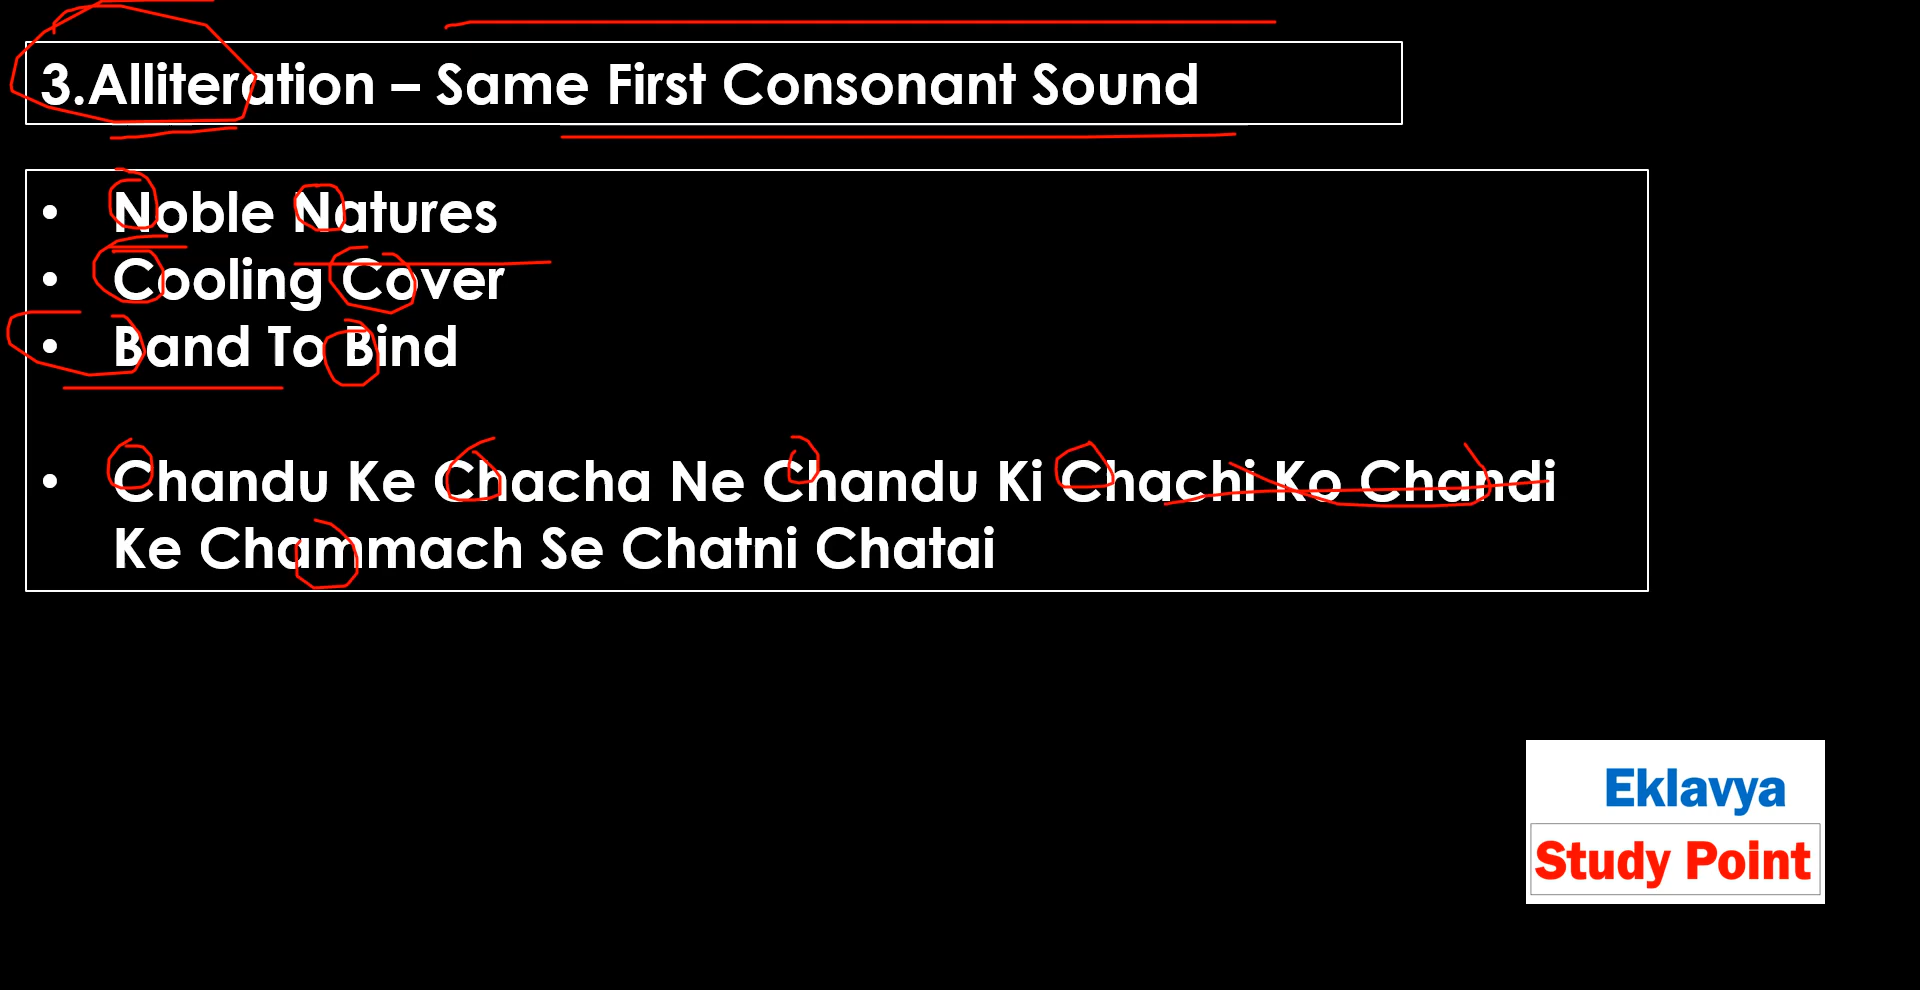 3.Alliteration – Same First Consonant Sound
• Noble Natures
• Cooling Cover
• Band To Bind
• Chandu Ke Chacha Ne Chandu Ki Chachi Ko Chandi
Ke Chammach Se Chatni Chatai
Eklavya
Study Point